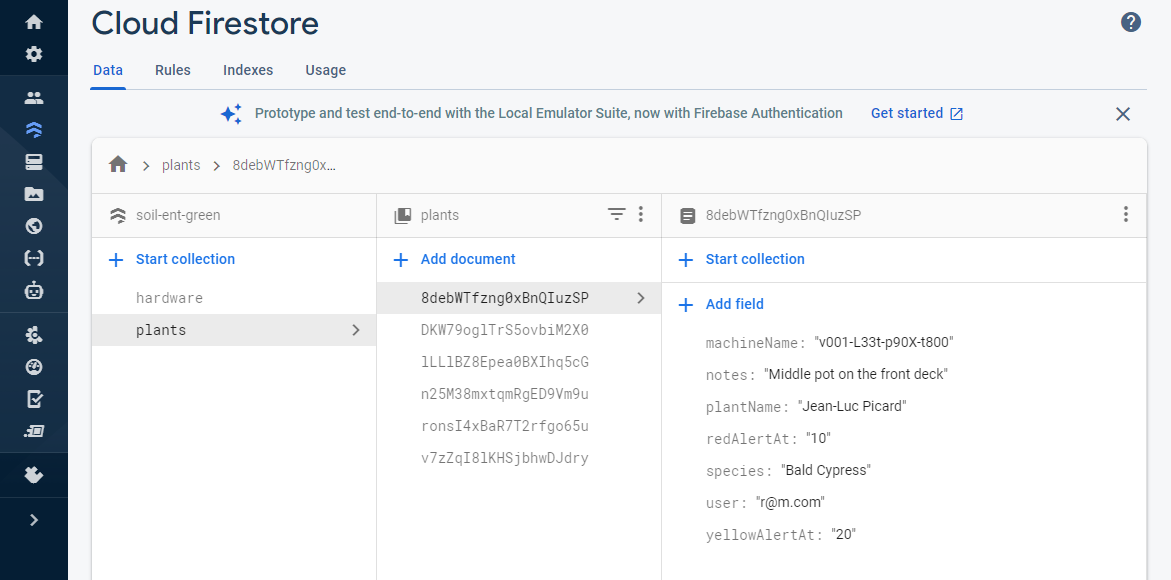 Cloud Firestore
Data Rules Indexes Usage
Prototype and test end-to-end with the Local Emulator Suite, now with Firebase Authentication Get started
plants 8debWTfzng0x...
soil-ent-green
Start collection
hardware
plants
plants
Add document
8debWTfzng0xBnQIuzSP
DKW79oglTrS5ovbiM2X0
lLLlBZ8Epea0BXIhq5cG
n25M38mxtqmRgED9Vm9u
ronsI4xBaR7T2rfgo65u
v7zZqI8lKHSjbhwDJdry
8debWTfzng0xBnQIuzSP
Start collection
Add field
machineName: "v001-L33t-p90X-t800"
notes: "Middle pot on the front deck"
plantName: "Jean-Luc Picard"
redAlertAt: "10"
species: "Bald Cypress"
user: "r@m.com"
yellowAlertAt: "20"